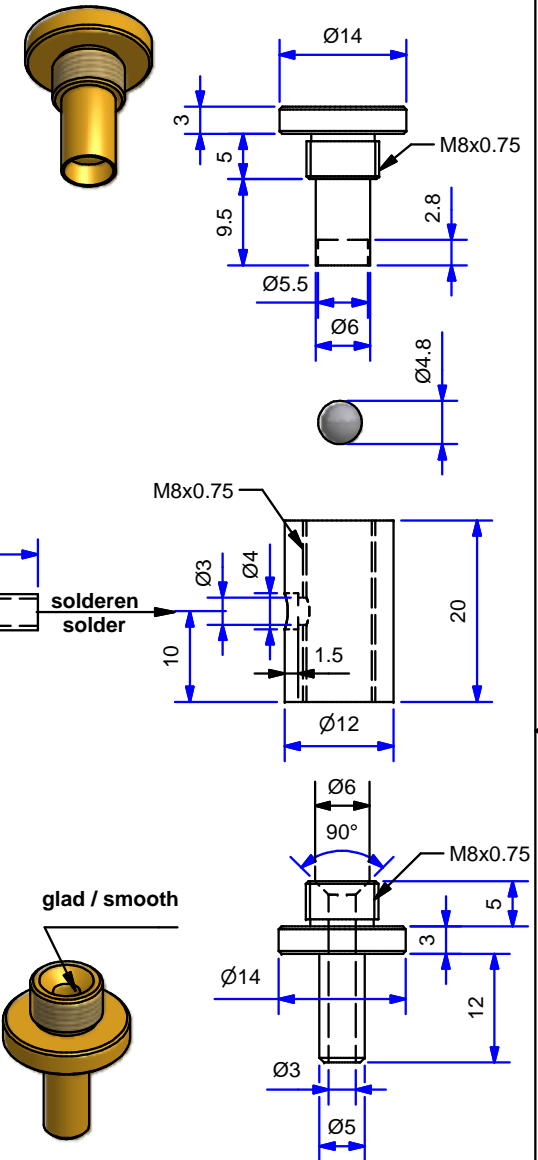 Ø14
3
M8x0.75
5
9.5
2.8
Ø5.5
Ø6
Ø4.8
M8x0.75
Ø3
Ø4
solderen
solder
20
10
1.5
Ø12
Ø6
90°
M8x0.75
glad / smooth
5
3
Ø14
12
Ø3
Ø5